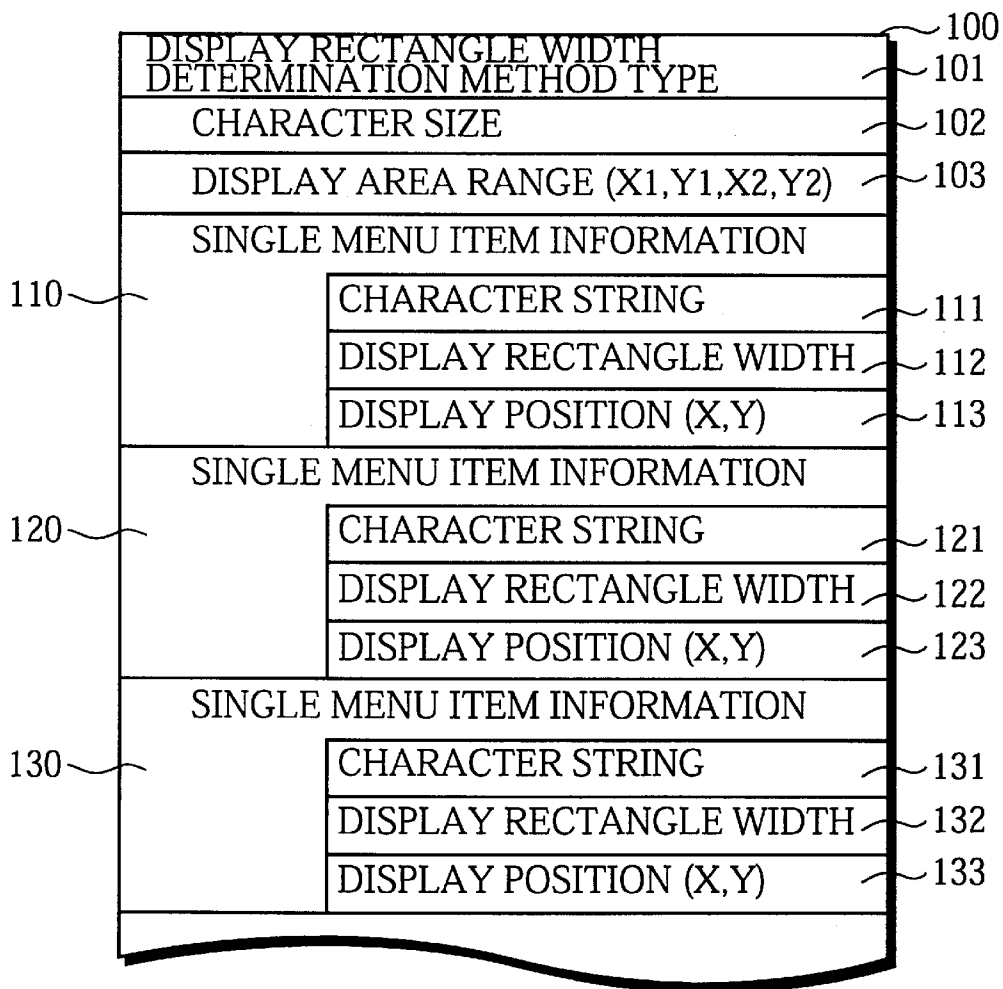 100
DISPLAY RECTANGLE WIDTH
DETERMINATION METHOD TYPE 101
CHARACTER SIZE 102
DISPLAY AREA RANGE (X1,Y1,X2,Y2) 103
SINGLE MENU ITEM INFORMATION
110 CHARACTER STRING 111
DISPLAY RECTANGLE WIDTH 112
DISPLAY POSITION (X,Y) 113
SINGLE MENU ITEM INFORMATION
120 CHARACTER STRING 121
DISPLAY RECTANGLE WIDTH 122
DISPLAY POSITION (X,Y) 123
SINGLE MENU ITEM INFORMATION
130 CHARACTER STRING 131
DISPLAY RECTANGLE WIDTH 132
DISPLAY POSITION (X,Y) 133